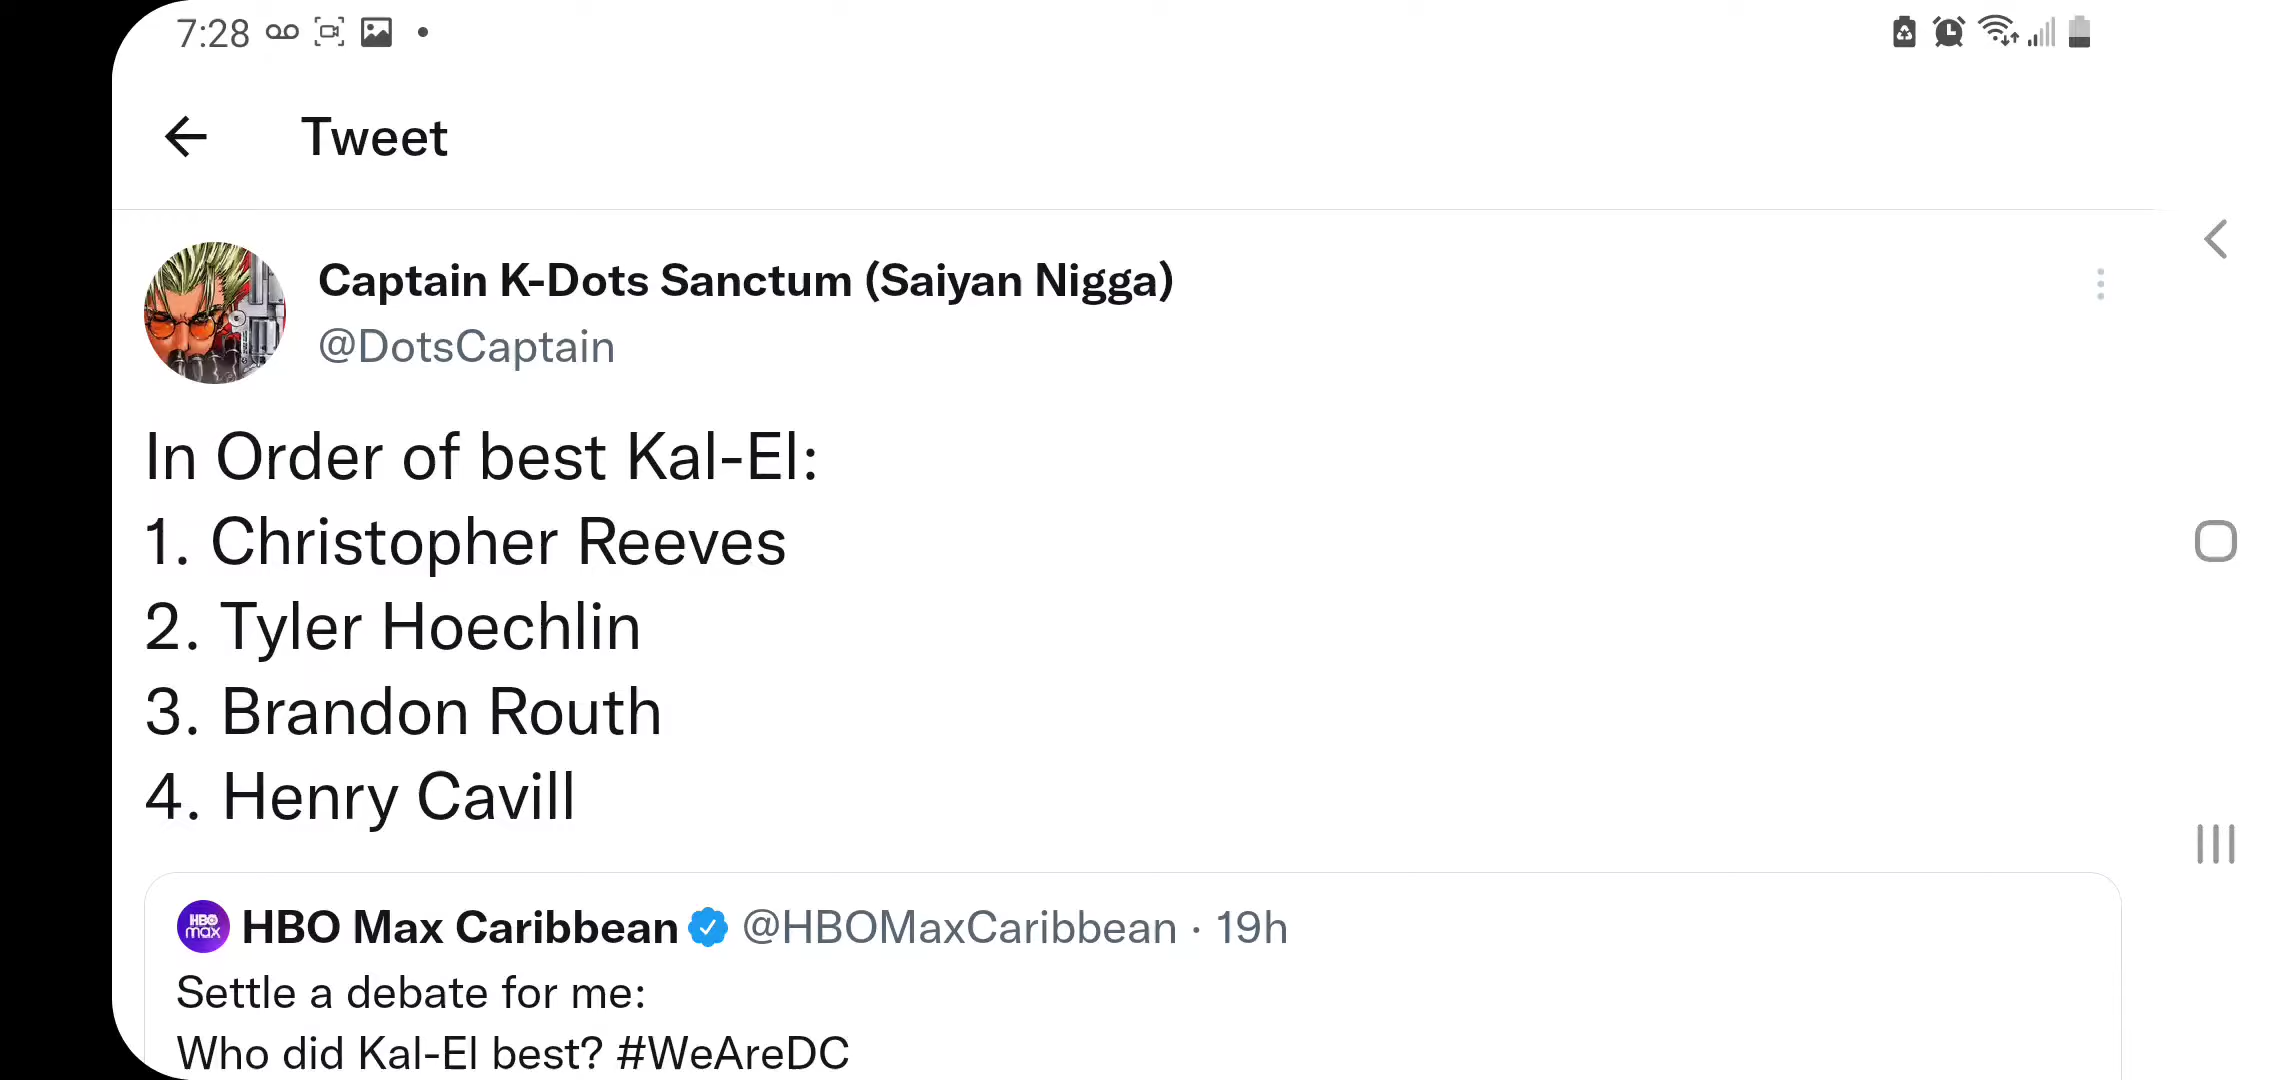 7:28
Tweet
Captain K-Dots Sanctum (Saiyan Nigga)
@DotsCaptain
In Order of best Kal-El:
1. Christopher Reeves
2. Tyler Hoechlin
3. Brandon Routh
4. Henry Cavill
HBO max
HBO Max Caribbean @HBOMaxCaribbean · 19h
Settle a debate for me:
Who did Kal-El best? #WeAreDC